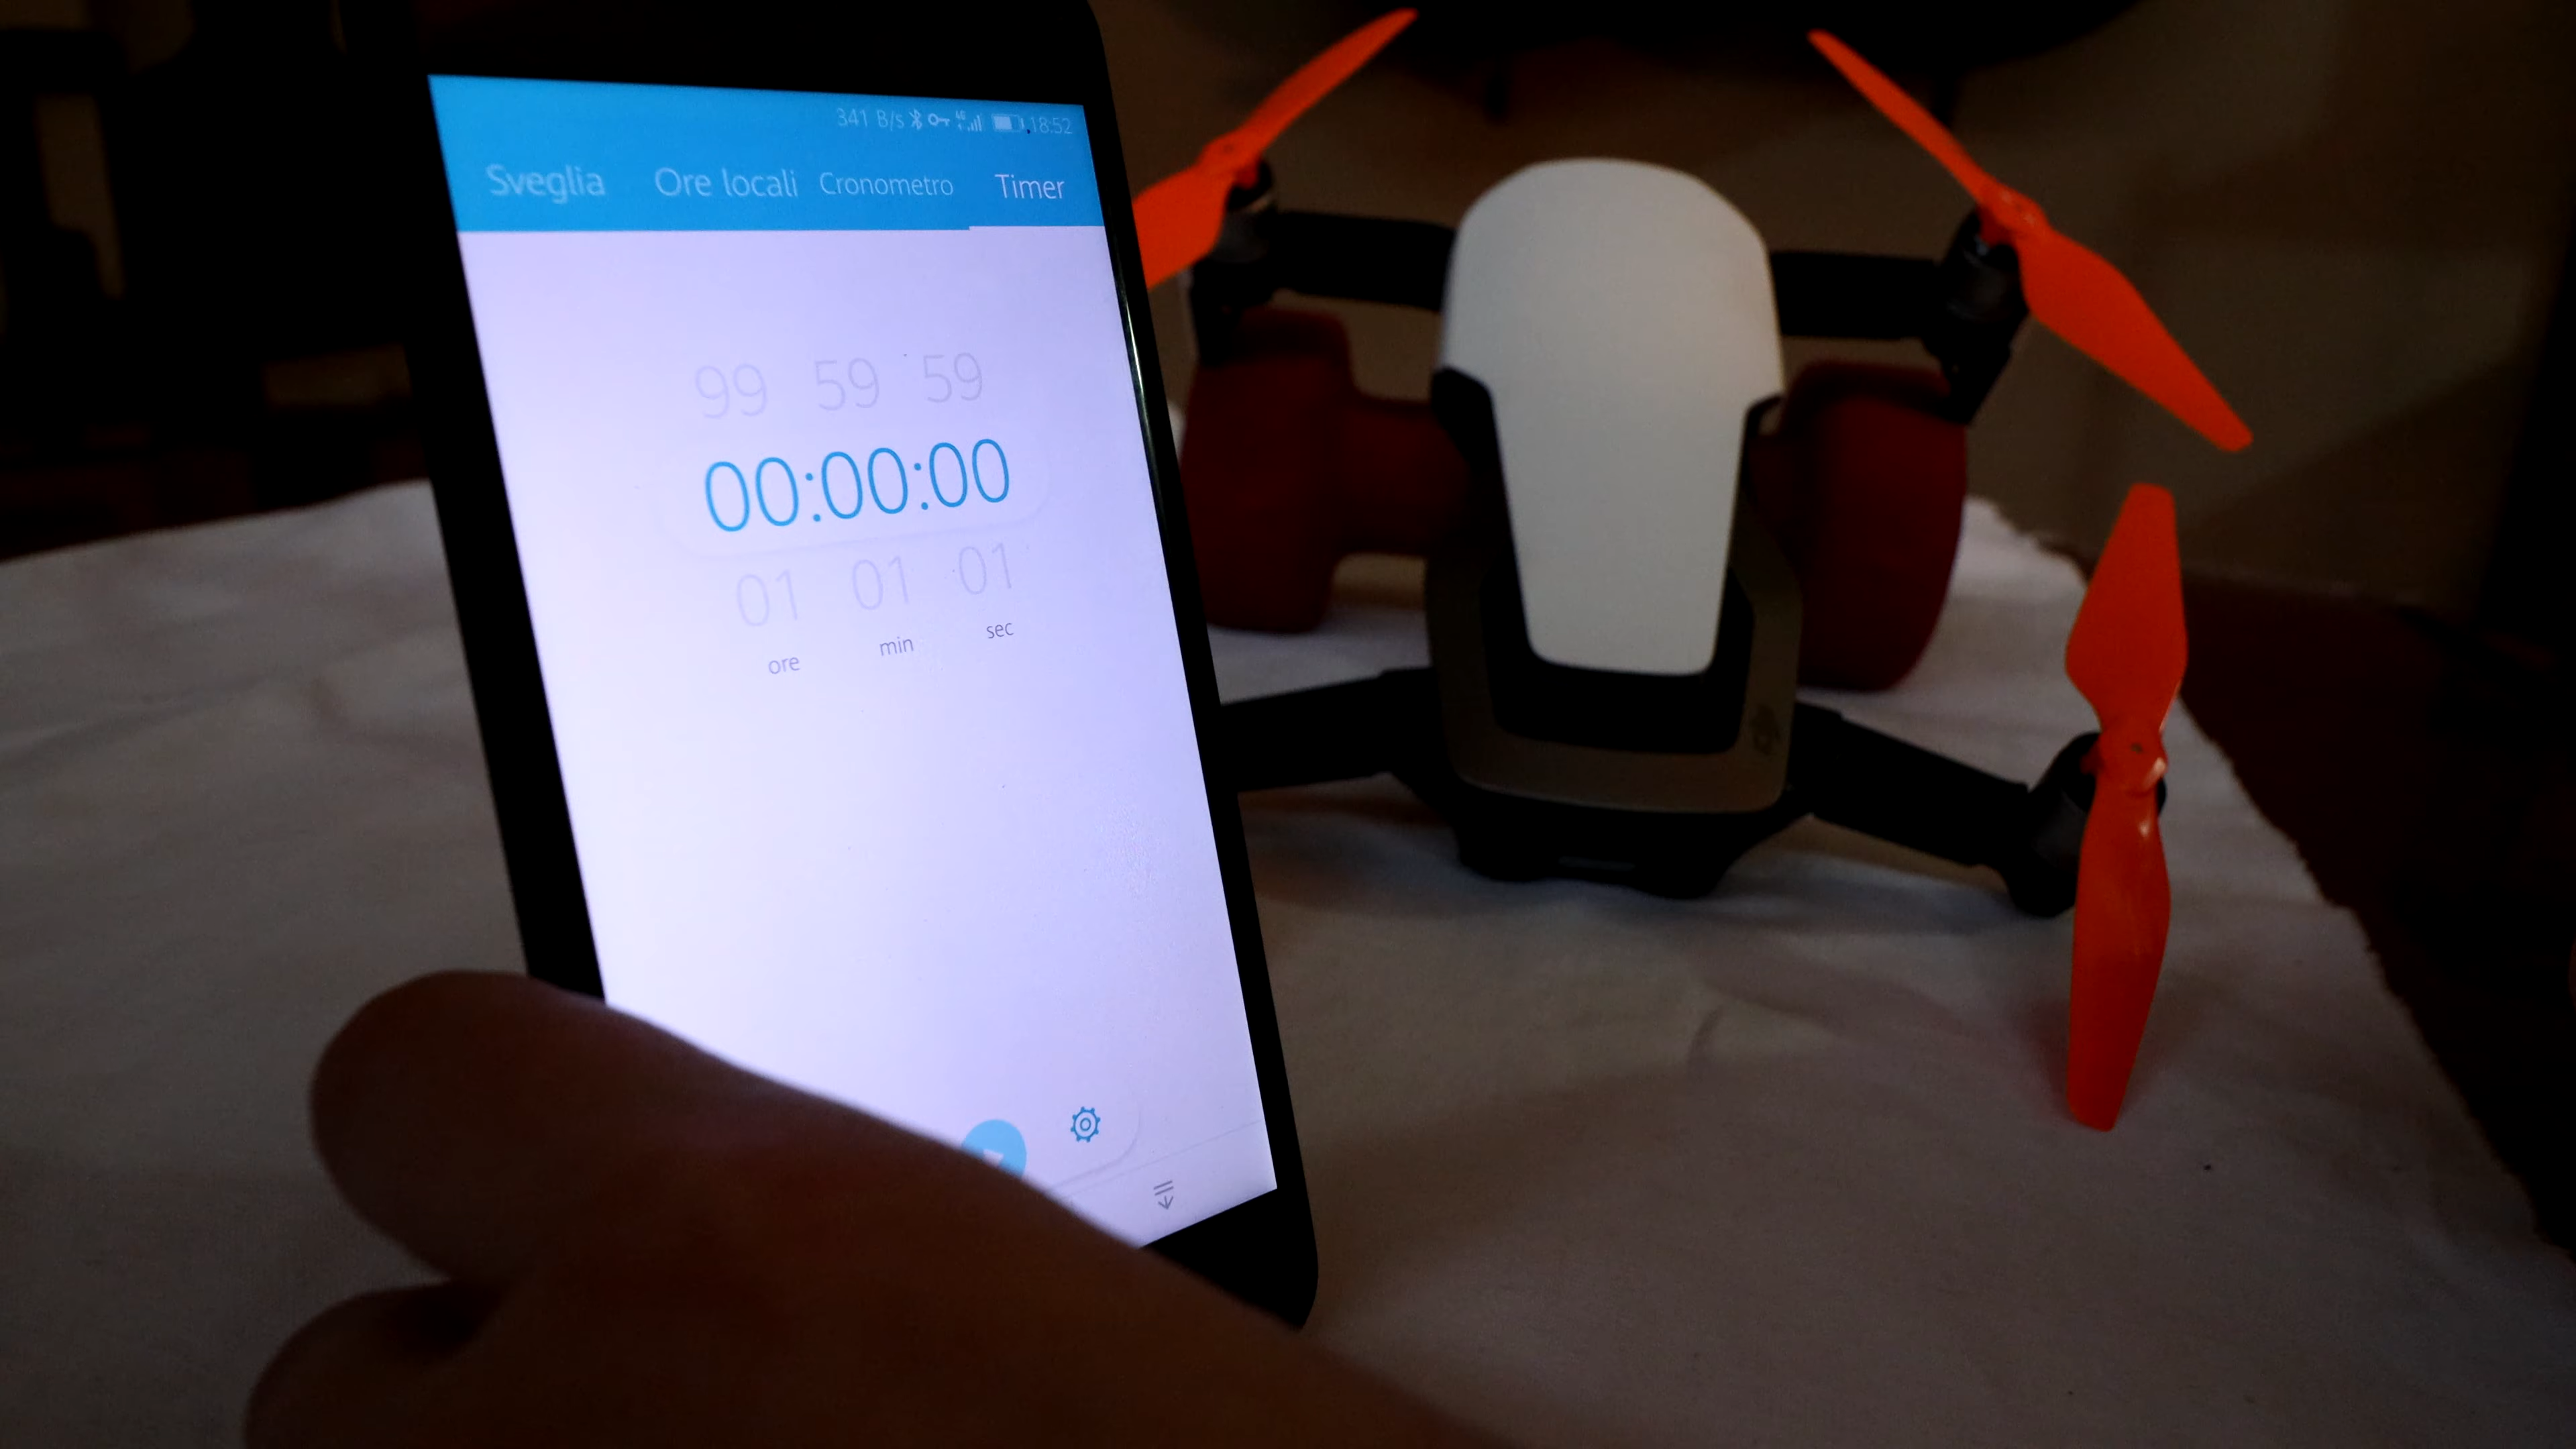 341 B/s 4G 18:52
Sveglia Ore locali Cronometro Timer
99 59 59
00:00:00
01 01 01
ore min sec